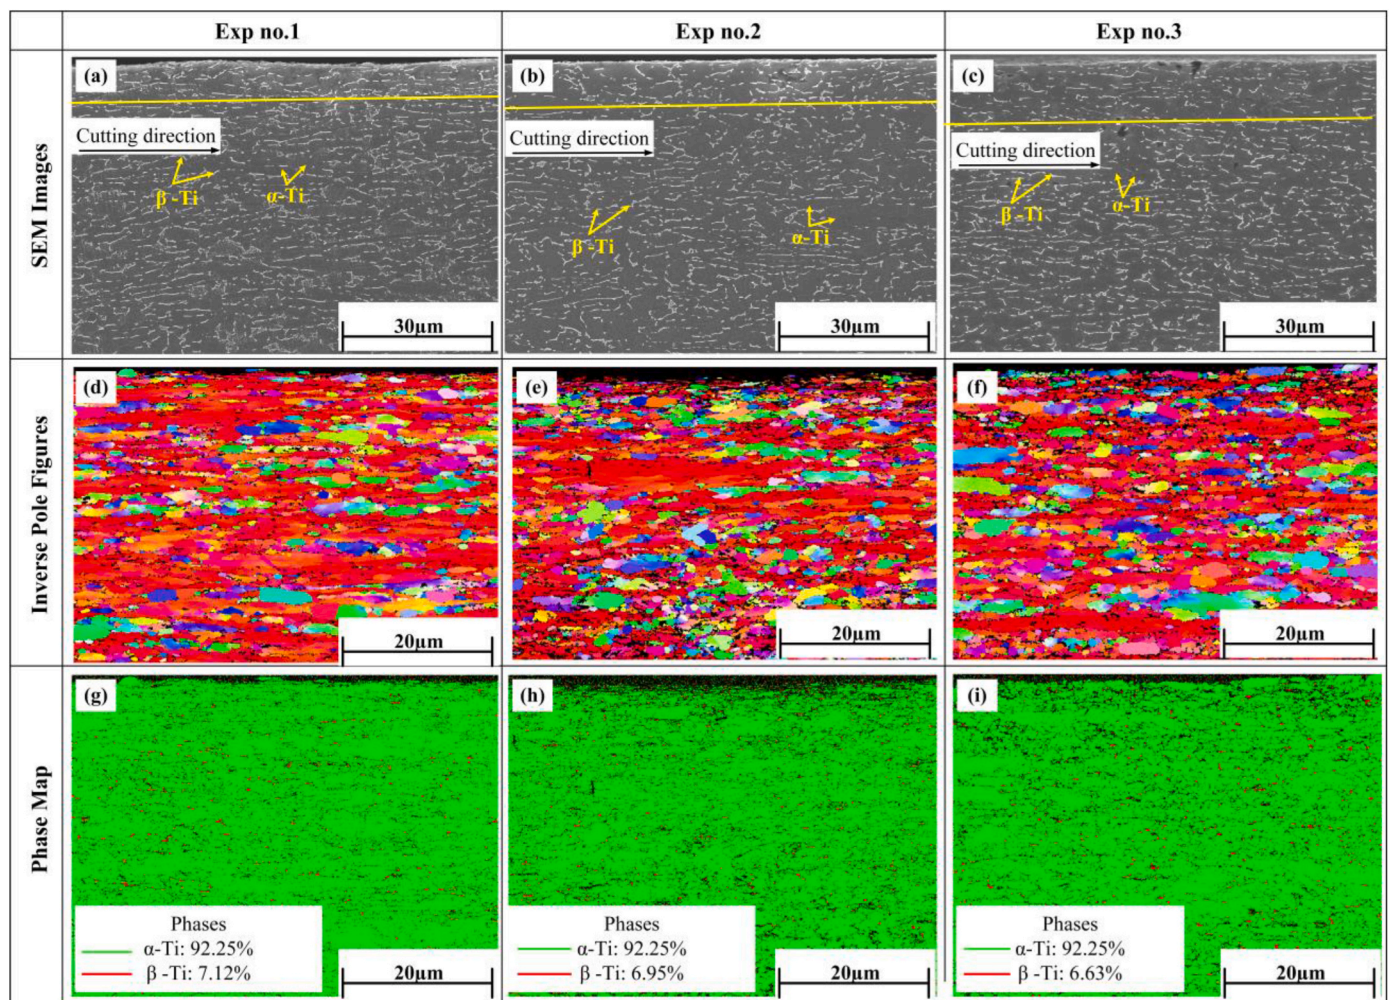 Exp no.1
Exp no.2
Exp no.3
SEM Images
(a)
Cutting direction
β -Ti
α-Ti
30μm
(b)
Cutting direction
β -Ti
α-Ti
30μm
(c)
Cutting direction
β -Ti
α-Ti
30μm
Inverse Pole Figures
(d)
20μm
(e)
20μm
(f)
20μm
Phase Map
(g)
Phases
α-Ti: 92.25%
β -Ti: 7.12%
20μm
(h)
Phases
α-Ti: 92.25%
β -Ti: 6.95%
20μm
(i)
Phases
α-Ti: 92.25%
β -Ti: 6.63%
20μm